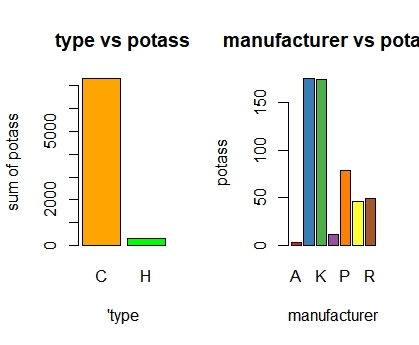 type vs potass
manufacturer vs pota
sum of potass
0
2000
5000
C H
'type
potass
0
50
100
150
A K P R
manufacturer